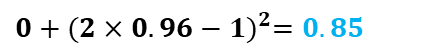 0 + (2 × 0.96 − 1)²= 0.85